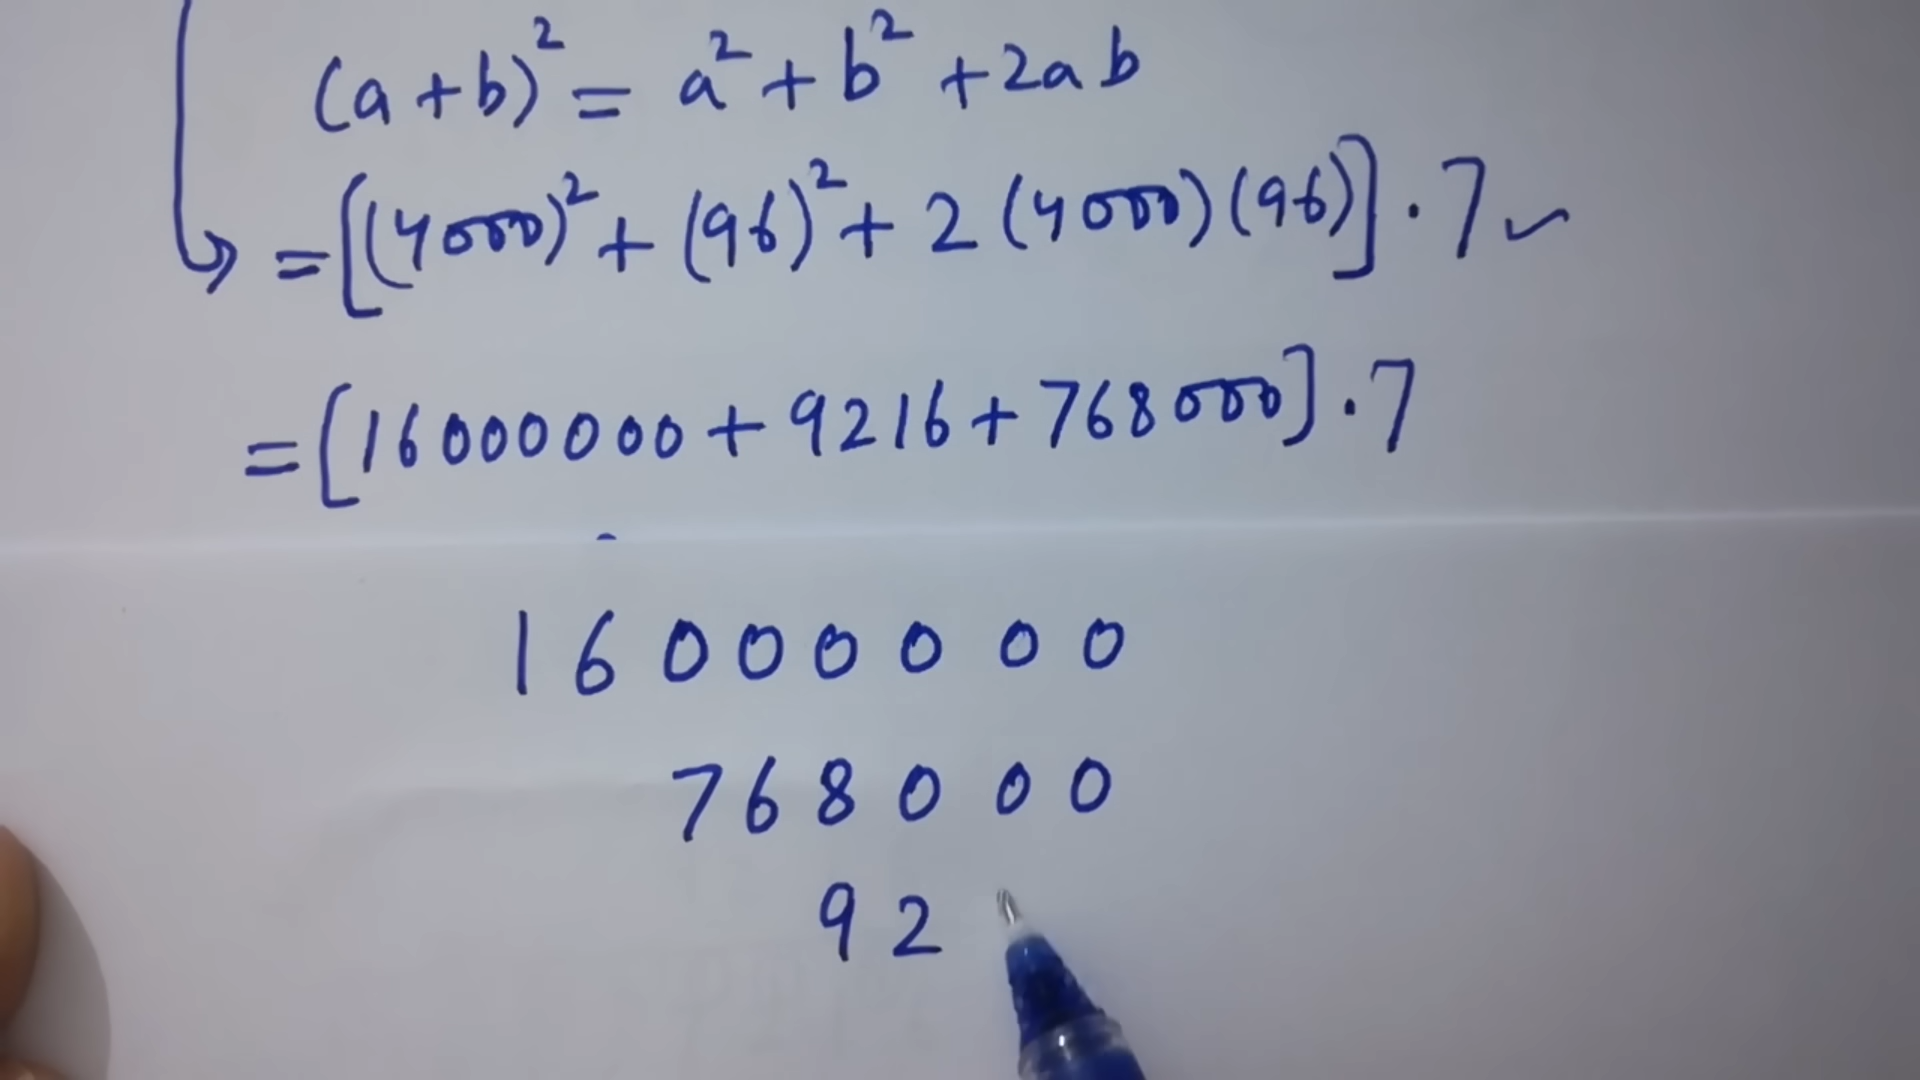 (a+b)² = a² + b² + 2ab
= [(4000)² + (96)² + 2(4000)(96)] · 7
= [16000000 + 9216 + 768000] · 7
16000000
768000
92